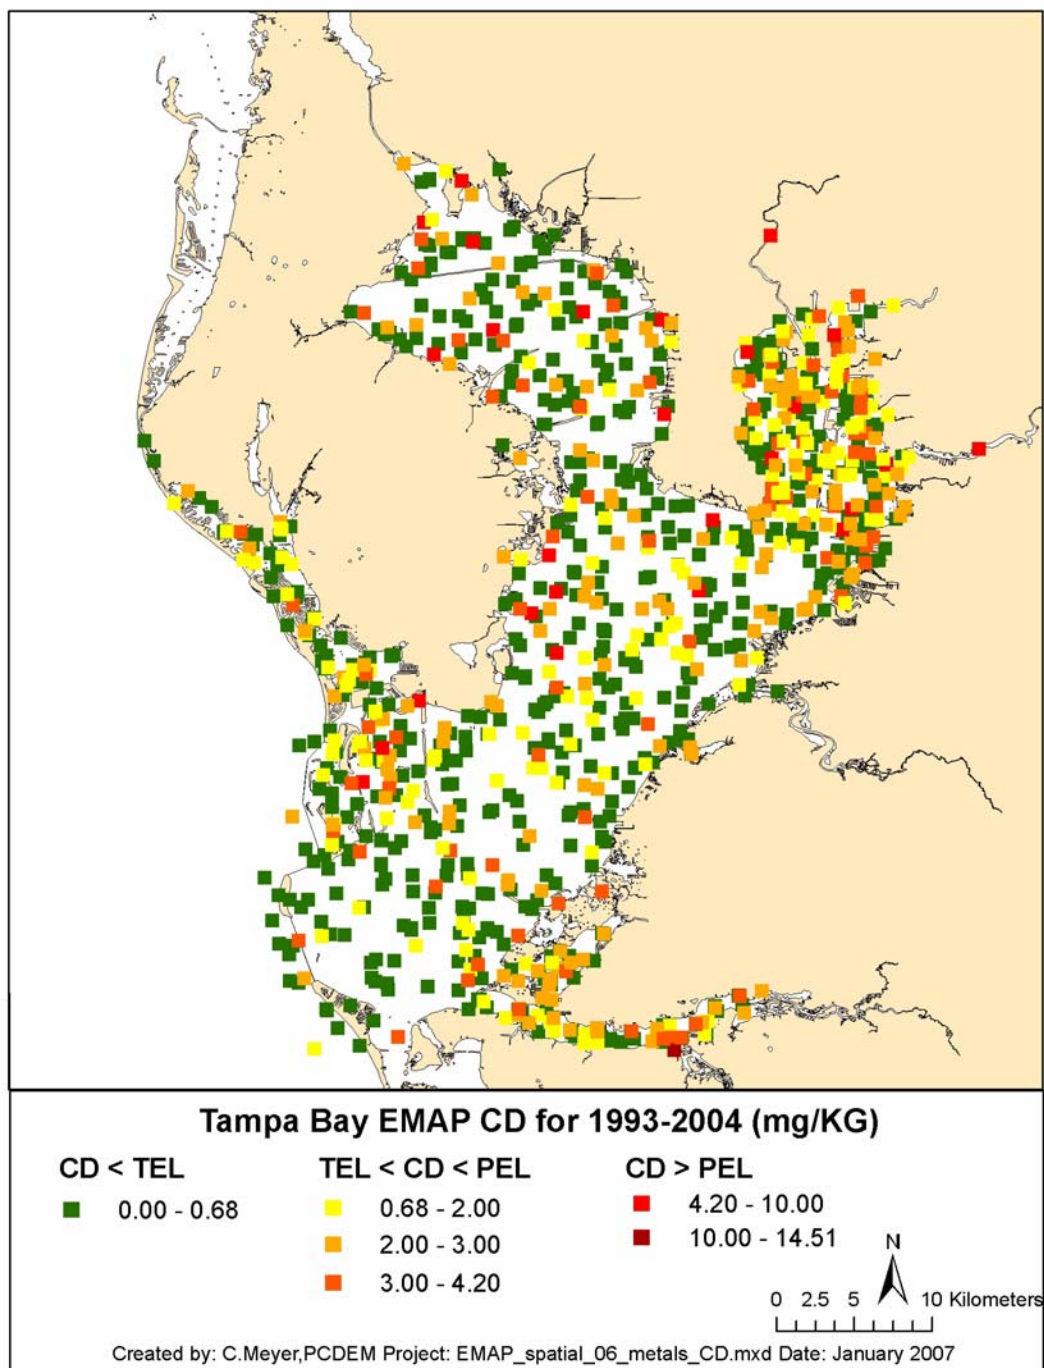 Tampa Bay EMAP CD for 1993-2004 (mg/KG)
CD < TEL
0.00 - 0.68
TEL < CD < PEL
0.68 - 2.00
2.00 - 3.00
3.00 - 4.20
CD > PEL
4.20 - 10.00
10.00 - 14.51
N
0 2.5 5 10 Kilometers
Created by: C.Meyer,PCDEM Project: EMAP_spatial_06_metals_CD.mxd Date: January 2007